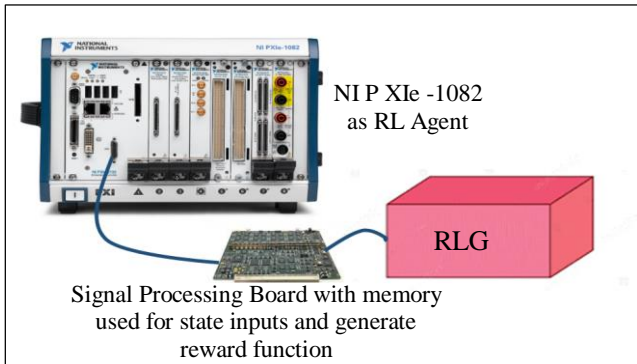 NATIONAL
INSTRUMENTS
NI PXIe-1082
NI P XIe -1082
as RL Agent
PXI
RLG
Signal Processing Board with memory
used for state inputs and generate
reward function